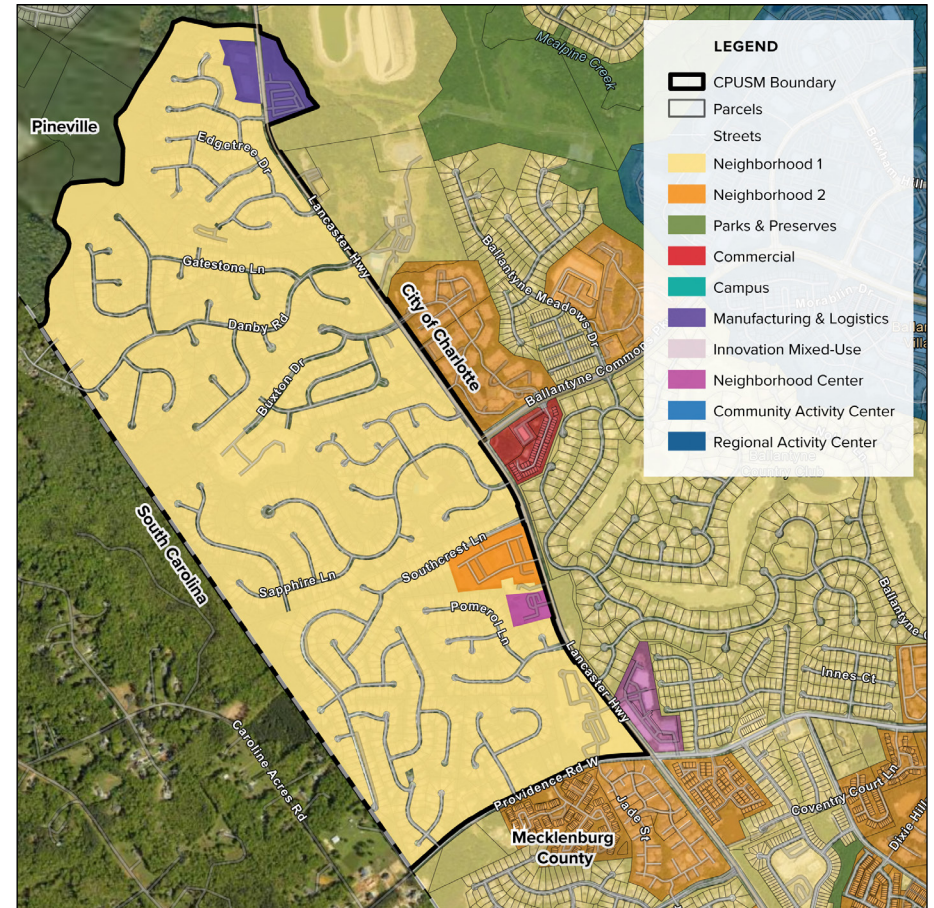 LEGEND
CPUSM Boundary
Parcels
Streets
Neighborhood 1
Neighborhood 2
Parks & Preserves
Commercial
Campus
Manufacturing & Logistics
Innovation Mixed-Use
Neighborhood Center
Community Activity Center
Regional Activity Center
Mcalpine Creek
Pineville
Edgetree Dr
Lancaster Hwy
Gatestone Ln
Ballantyne Meadows Dr
City of Charlotte
Danby Rd
Buxton Dr
Ballantyne Common
South Carolina
Southcrest Ln
Sapphire Ln
Pomerol Ln
Ballantyne
Lancaster Hwy
Innes Ct
Caroline Acres Rd
Providence Rd W
Jade St
Coventry Court Ln
Dixie Hill
Mecklenburg
County